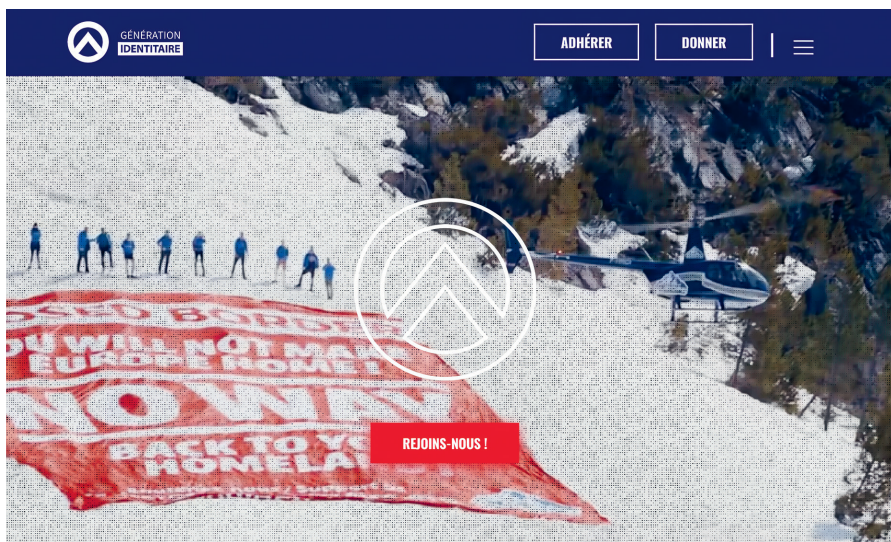 GÉNÉRATION
IDENTITAIRE
ADHÉRER
DONNER
WILL NOT
EUROPE HOME!
NO WAY
BACK TO
REJOINS-NOUS !